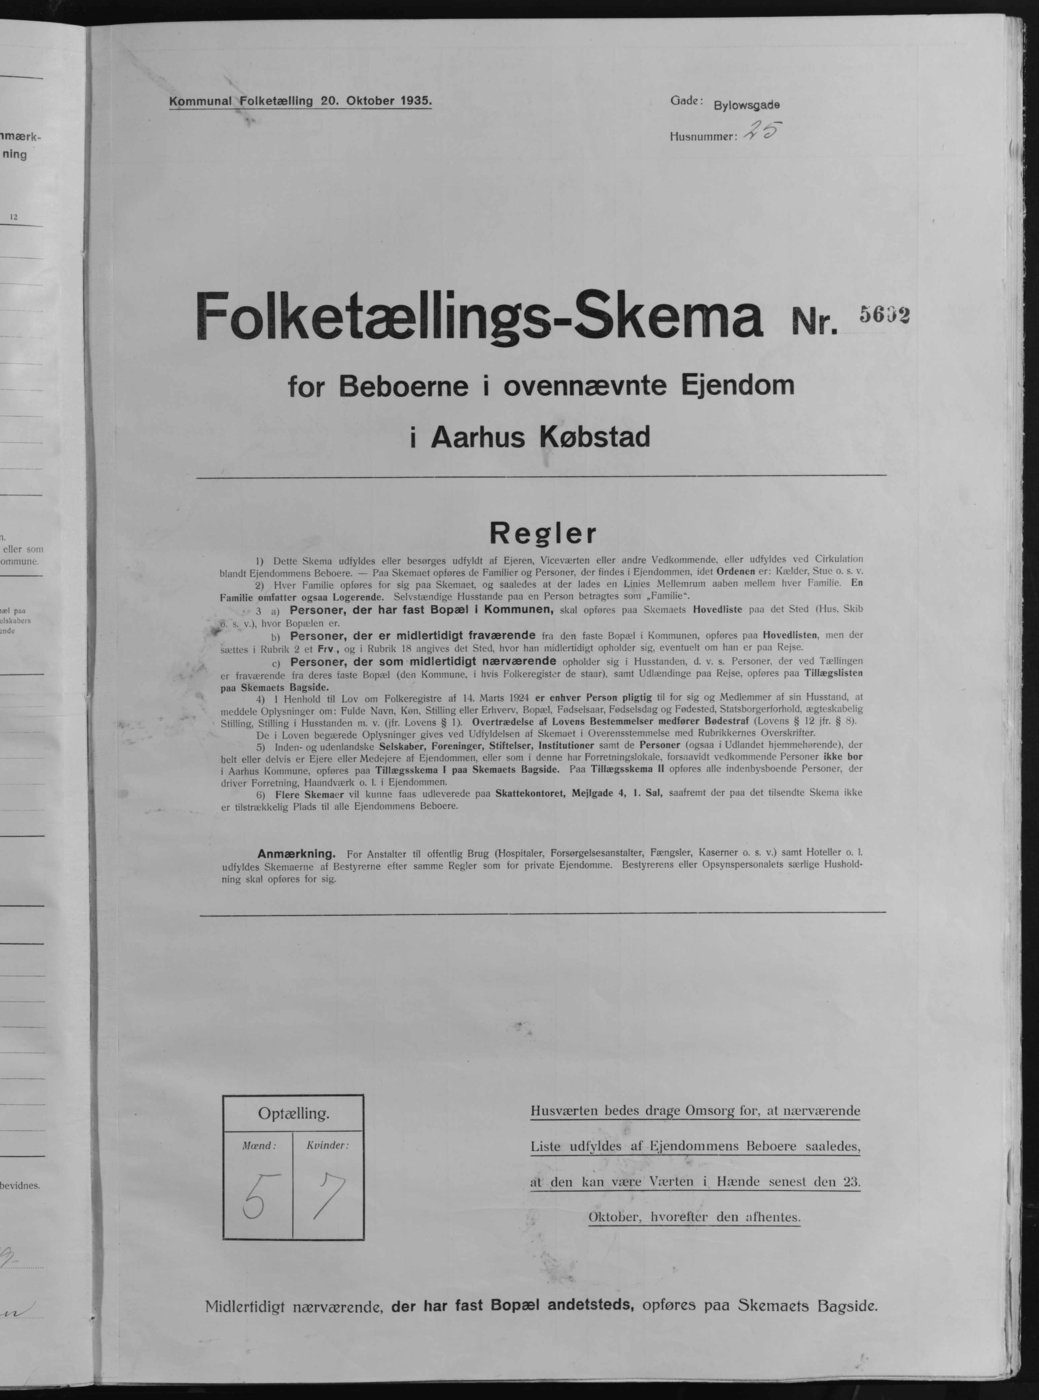 nmærk-
ning
12
n.
eller som
ommune.
æl paa
elskabers
ende
bevidnes.
Kommunal Folketælling 20. Oktober 1935.
Gade: Bylowsgade
Husnummer: 25
Folketællings-Skema Nr. 5692
for Beboerne i ovennævnte Ejendom
i Aarhus Købstad
Regler
1) Dette Skema udfyldes eller besørges udfyldt af Ejeren, Viceværten eller andre Vedkommende, eller udfyldes ved Cirkulation
blandt Ejendommens Beboere. — Paa Skemaet opføres de Familier og Personer, der findes i Ejendommen, idet Ordenen er: Kælder, Stue o. s. v.
2) Hver Familie opføres for sig paa Skemaet, og saaledes at der lades en Linies Mellemrum aaben mellem hver Familie. En
Familie omfatter ogsaa Logerende. Selvstændige Husstande paa en Person betragtes som „Familie“.
3 a) Personer, der har fast Bopæl i Kommunen, skal opføres paa Skemaets Hovedliste paa det Sted (Hus, Skib
o. s. v.), hvor Bopælen er.
b) Personer, der er midlertidigt fraværende fra den faste Bopæl i Kommunen, opføres paa Hovedlisten, men der
sættes i Rubrik 2 et Frv, og i Rubrik 18 angives det Sted, hvor han midlertidigt opholder sig, eventuelt om han er paa Rejse.
c) Personer, der som midlertidigt nærværende opholder sig i Husstanden, d. v. s. Personer, der ved Tællingen
er fraværende fra deres faste Bopæl (den Kommune, i hvis Folkeregister de staar), samt Udlændinge paa Rejse, opføres paa Tillægslisten
paa Skemaets Bagside.
4) I Henhold til Lov om Folkeregistre af 14. Marts 1924 er enhver Person pligtig til for sig og Medlemmer af sin Husstand, at
meddele Oplysninger om: Fulde Navn, Køn, Stilling eller Erhverv, Bopæl, Fødselsaar, Fødselsdag og Fødested, Statsborgerforhold, ægteskabelig
Stilling, Stilling i Husstanden m. v. (jfr. Lovens § 1). Overtrædelse af Lovens Bestemmelser medfører Bødestraf (Lovens § 12 jfr. § 8).
De i Loven begærede Oplysninger gives ved Udfyldelsen af Skemaet i Overensstemmelse med Rubrikkernes Overskrifter.
5) Inden- og udenlandske Selskaber, Foreninger, Stiftelser, Institutioner samt de Personer (ogsaa i Udlandet hjemmehørende), der
helt eller delvis er Ejere eller Medejere af Ejendommen, eller som i denne har Forretningslokale, forsaavidt vedkommende Personer ikke bor
i Aarhus Kommune, opføres paa Tillægsskema I paa Skemaets Bagside. Paa Tillægsskema II opføres alle indenbysboende Personer, der
driver Forretning, Haandværk o. l. i Ejendommen.
6) Flere Skemaer vil kunne faas udleverede paa Skattekontoret, Mejlgade 4, 1. Sal, saafremt der paa det tilsendte Skema ikke
er tilstrækkelig Plads til alle Ejendommens Beboere.
Anmærkning. For Anstalter til offentlig Brug (Hospitaler, Forsørgelsesanstalter, Fængsler, Kaserner o. s. v.) samt Hoteller o. l.
udfyldes Skemaerne af Bestyrerne efter samme Regler som for private Ejendomme. Bestyrerens eller Opsynspersonalets særlige Hushold-
ning skal opføres for sig.
Optælling.
Mænd: Kvinder:
5 7
Husværten bedes drage Omsorg for, at nærværende
Liste udfyldes af Ejendommens Beboere saaledes,
at den kan være Værten i Hænde senest den 23.
Oktober, hvorefter den afhentes.
Midlertidigt nærværende, der har fast Bopæl andetsteds, opføres paa Skemaets Bagside.